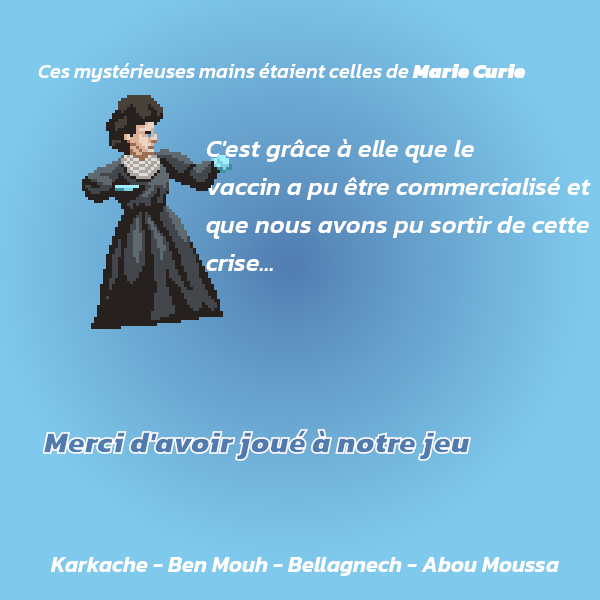 Ces mystérieuses mains étaient celles de Marie Curie
C'est grâce à elle que le
vaccin a pu être commercialisé et
que nous avons pu sortir de cette
crise...
Merci d'avoir joué à notre jeu
Karkache - Ben Mouh - Bellagnech - Abou Moussa